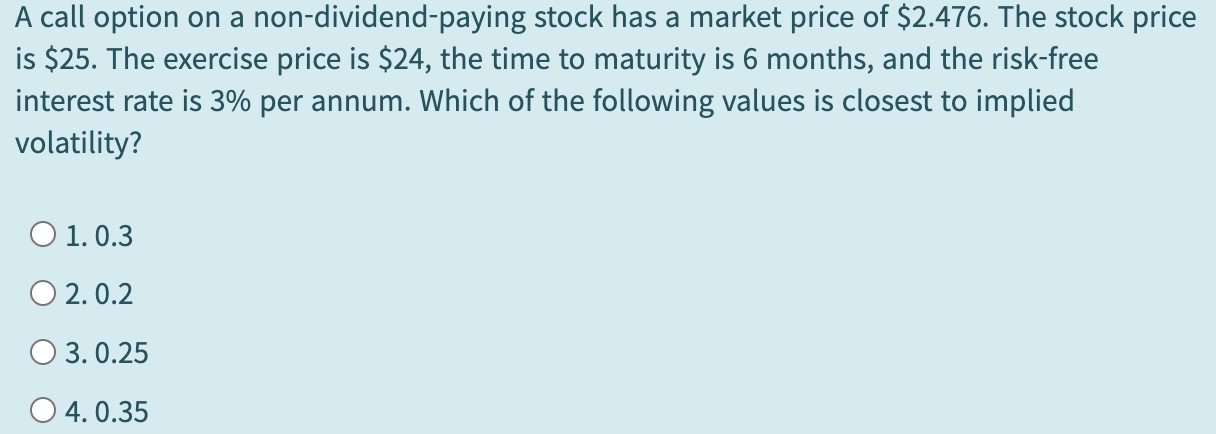 A call option on a non-dividend-paying stock has a market price of $2.476. The stock price
is $25. The exercise price is $24, the time to maturity is 6 months, and the risk-free
interest rate is 3% per annum. Which of the following values is closest to implied
volatility?
1. 0.3
2. 0.2
3. 0.25
4. 0.35